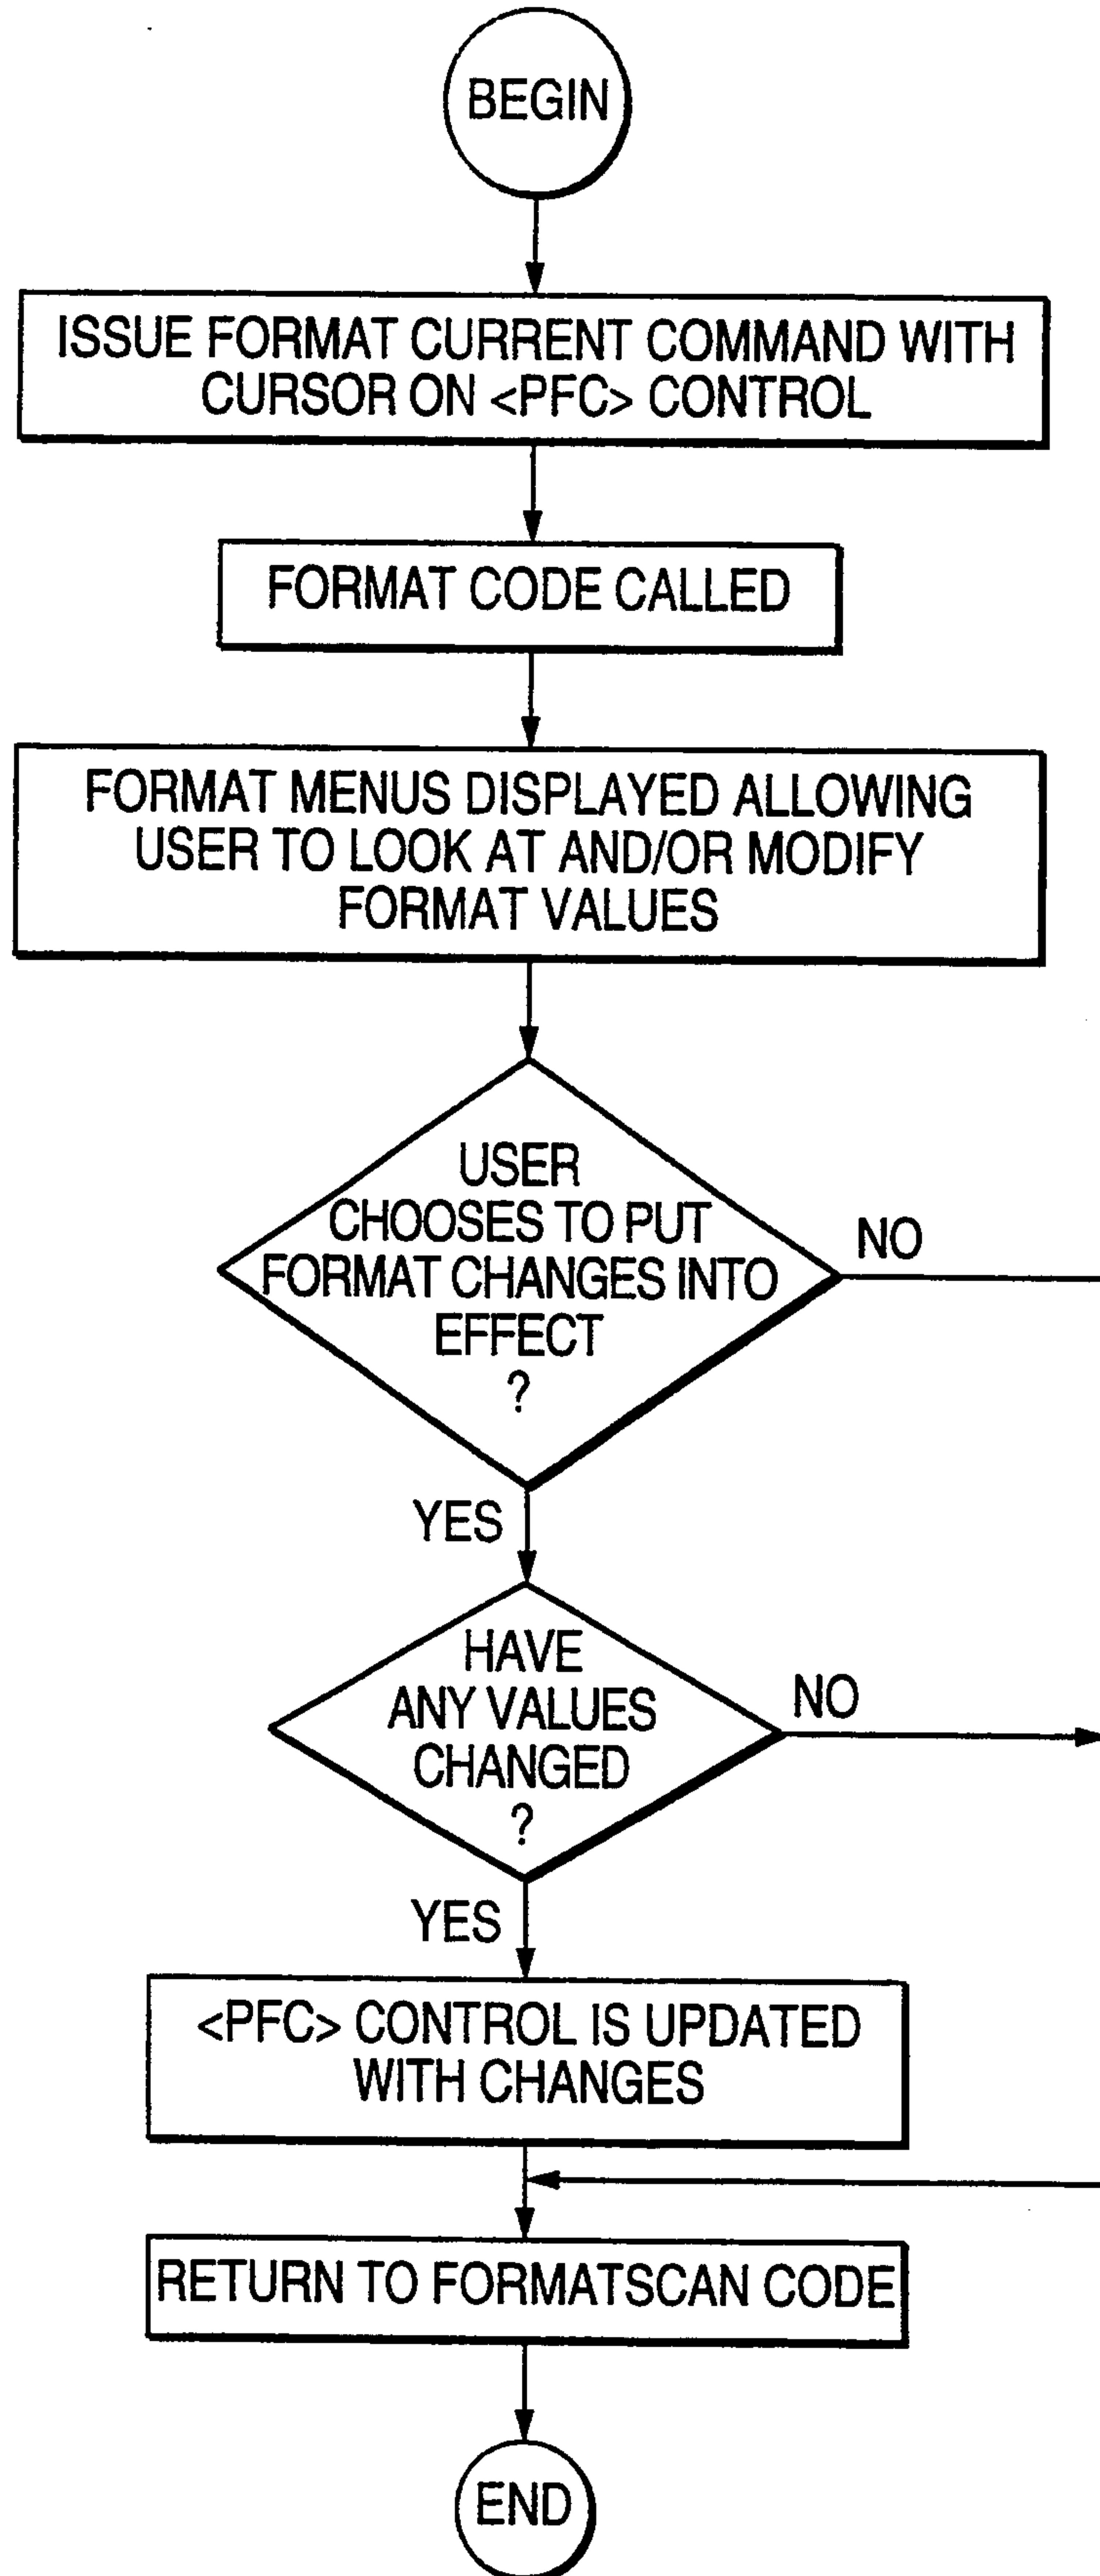 BEGIN
ISSUE FORMAT CURRENT COMMAND WITH
CURSOR ON <PFC> CONTROL
FORMAT CODE CALLED
FORMAT MENUS DISPLAYED ALLOWING
USER TO LOOK AT AND/OR MODIFY
FORMAT VALUES
USER
CHOOSES TO PUT
FORMAT CHANGES INTO
EFFECT
?
NO
YES
HAVE
ANY VALUES
CHANGED
?
NO
YES
<PFC> CONTROL IS UPDATED
WITH CHANGES
RETURN TO FORMATSCAN CODE
END